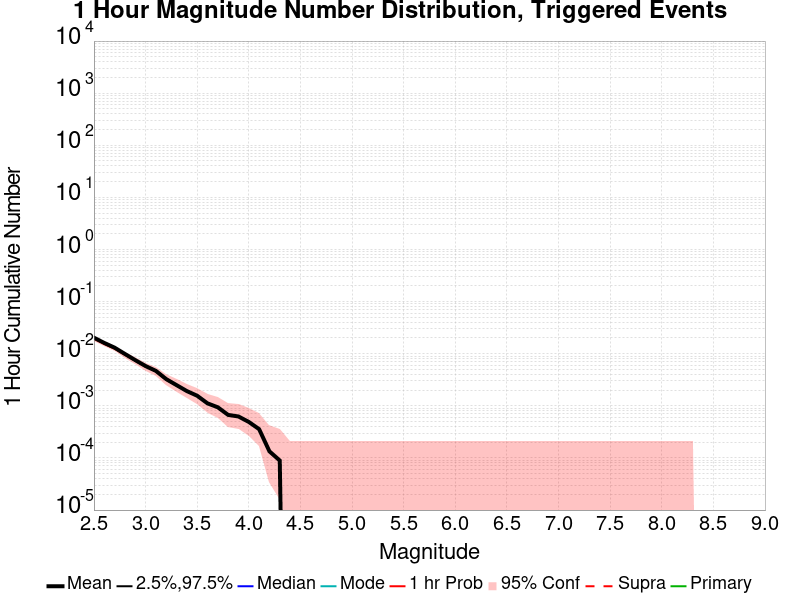 1 Hour Magnitude Number Distribution, Triggered Events
1 Hour Cumulative Number
10^4
10^3
10^2
10^1
10^0
10^-1
10^-2
10^-3
10^-4
10^-5
2.5 3.0 3.5 4.0 4.5 5.0 5.5 6.0 6.5 7.0 7.5 8.0 8.5 9.0
Magnitude
Mean 2.5%,97.5% Median Mode 1 hr Prob 95% Conf Supra Primary